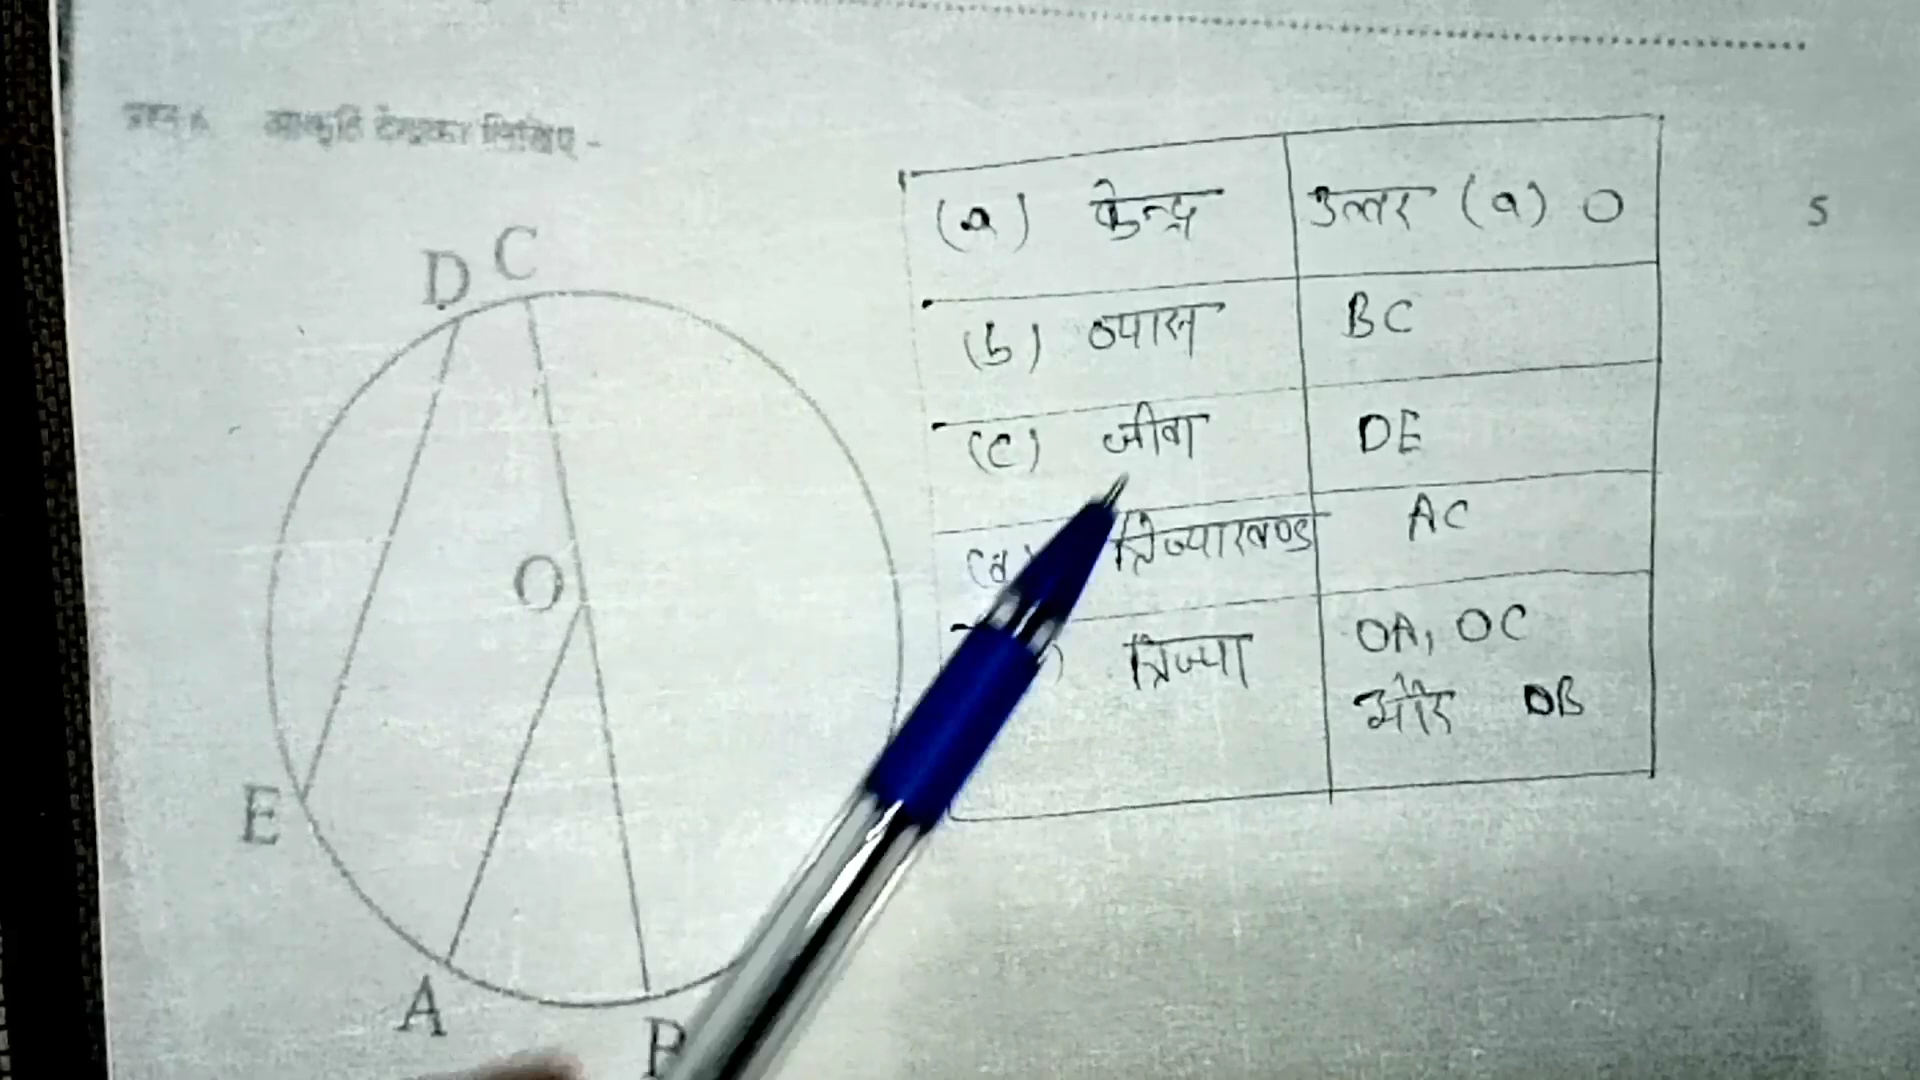 आकृति देखकर लिखिए -
(a) केन्द्र उत्तर (a) O
5
(b) व्यास BC
(c) जीवा DE
त्रिज्याखण्ड AC
त्रिज्या OA, OC
और OB
D C
O
E
A
B